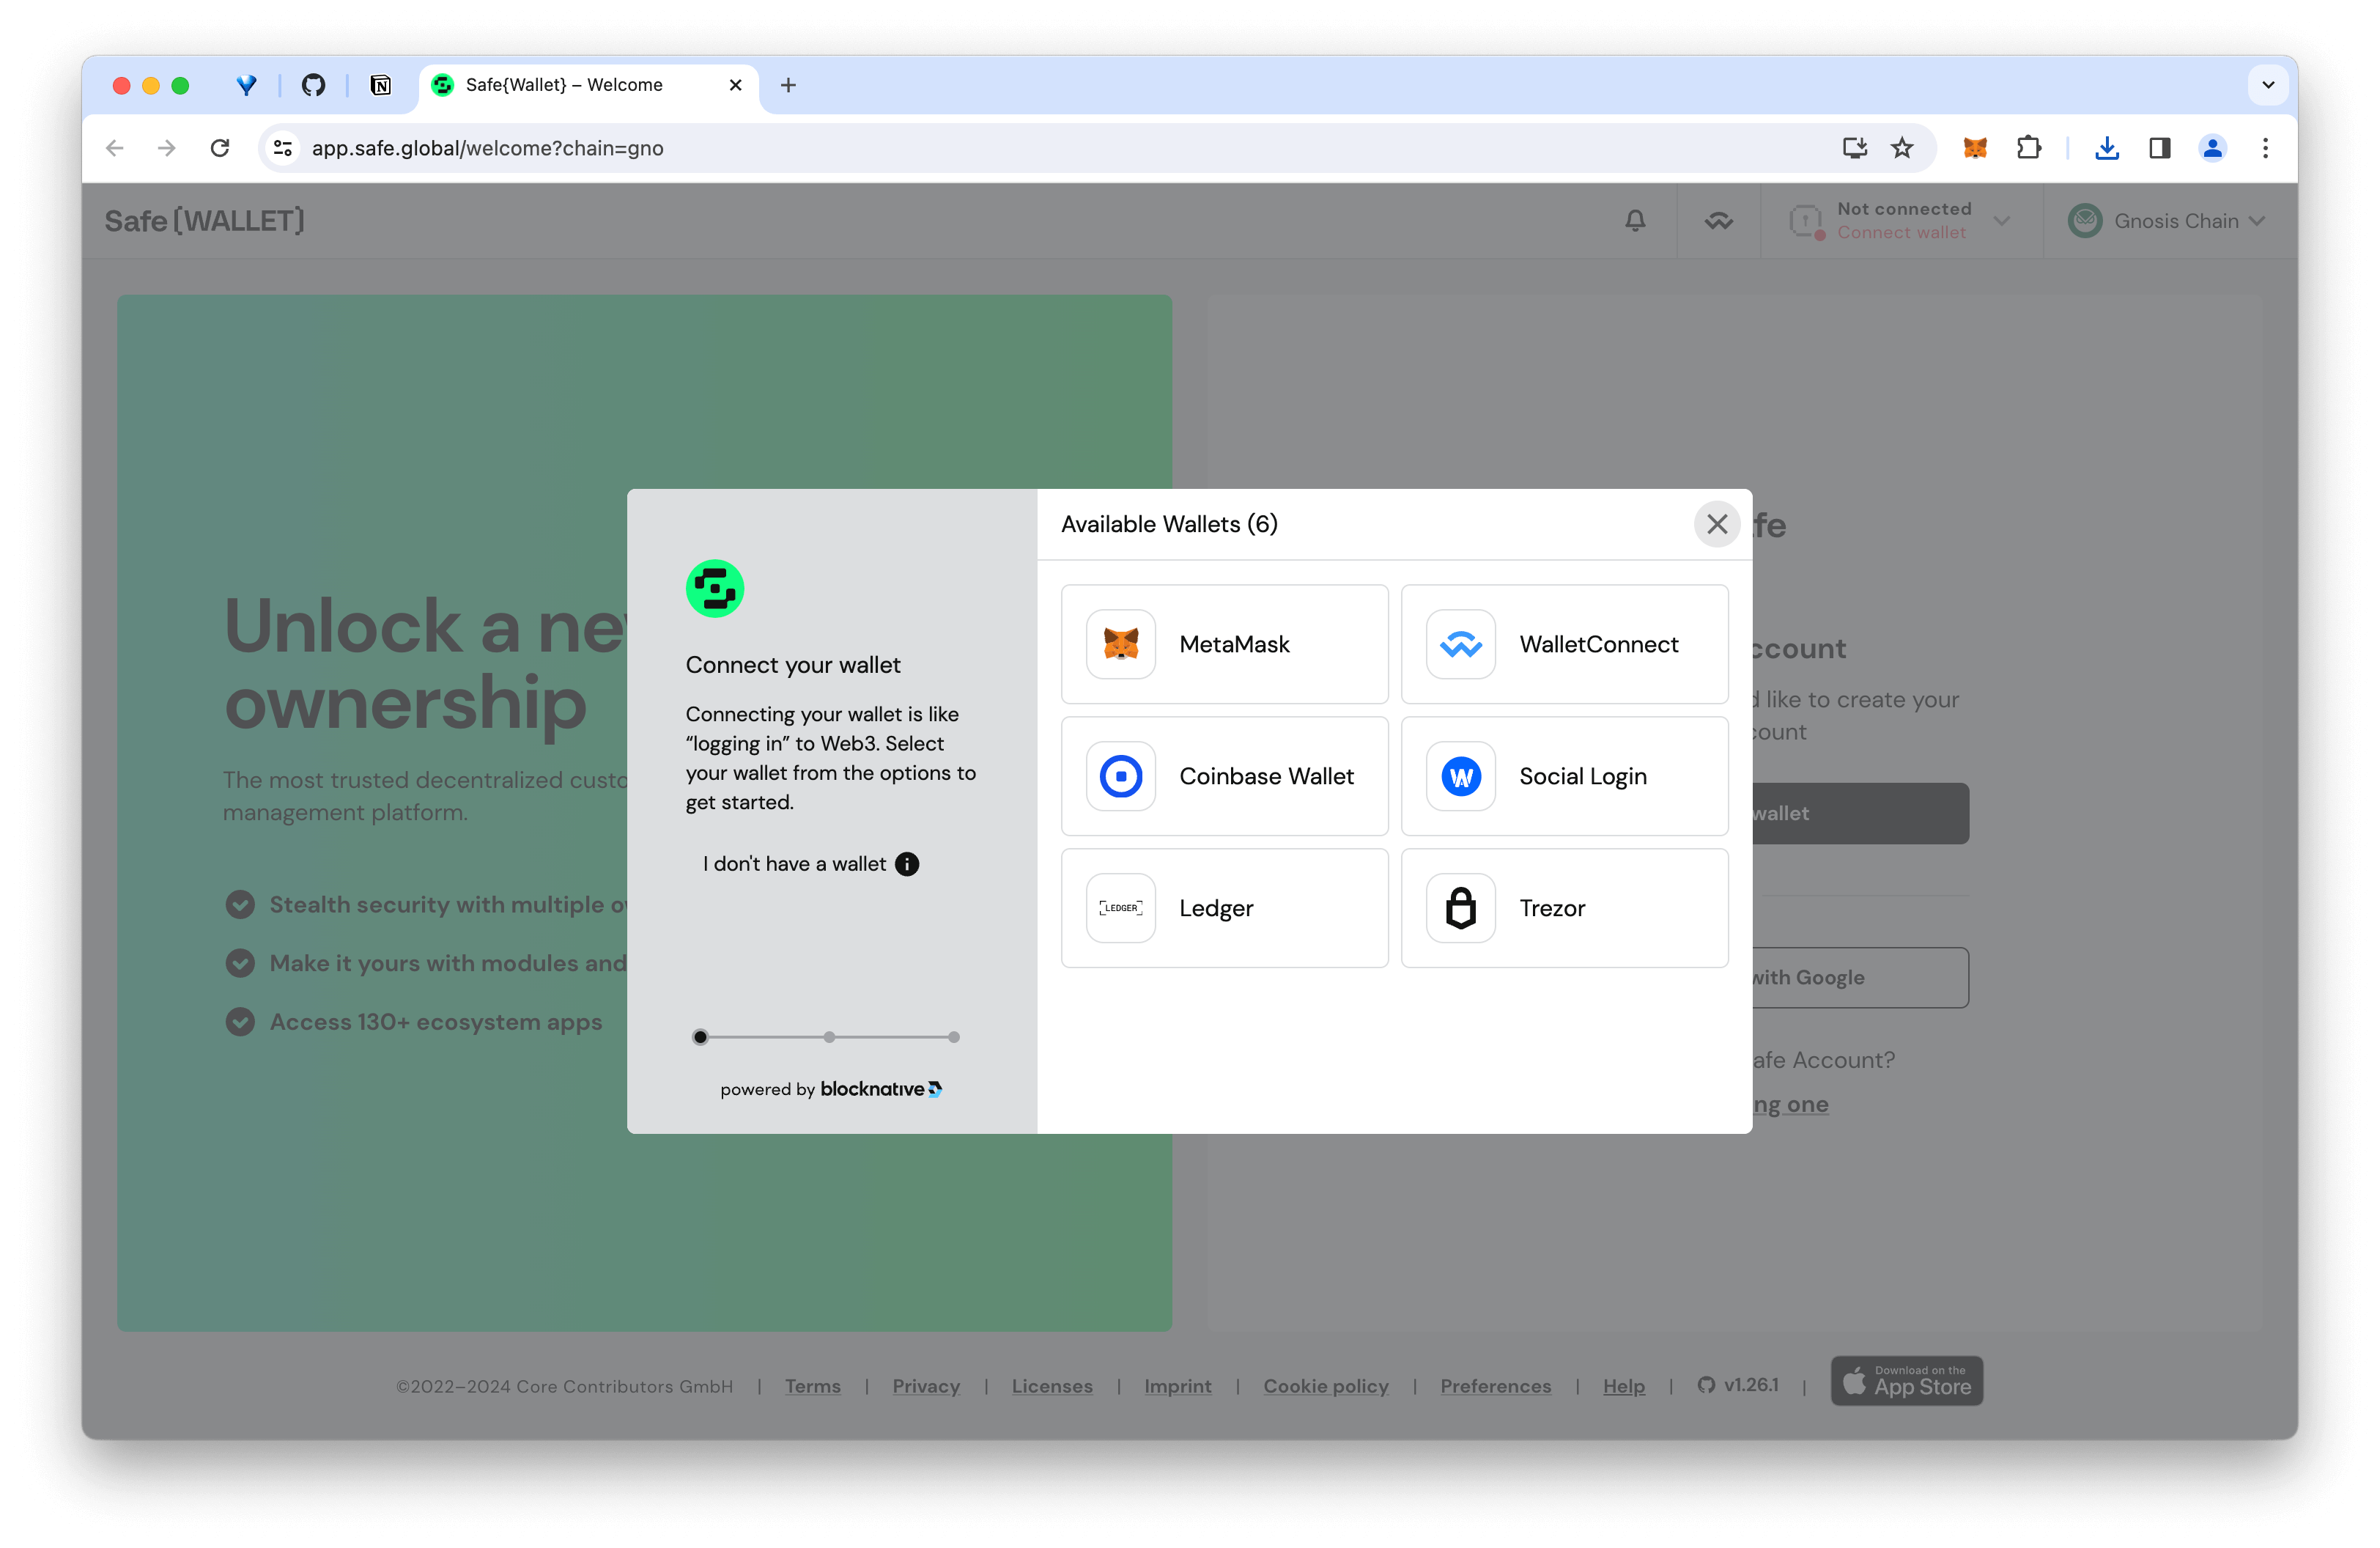 Safe{Wallet} – Welcome
app.safe.global/welcome?chain=gno
Safe{WALLET}
Not connected
Connect wallet
Gnosis Chain
Unlock a ne
ownership
The most trusted decentralized custo
management platform.
Stealth security with multiple o
Make it yours with modules and
Access 130+ ecosystem apps
Connect your wallet
Connecting your wallet is like
“logging in” to Web3. Select
your wallet from the options to
get started.
I don't have a wallet
powered by blocknative
Available Wallets (6)
MetaMask
WalletConnect
Coinbase Wallet
W
Social Login
LEDGER
Ledger
Trezor
fe
ccount
like to create your
count
wallet
with Google
afe Account?
ng one
©2022–2024 Core Contributors GmbH | Terms | Privacy | Licenses | Imprint | Cookie policy | Preferences | Help | v1.26.1 |
Download on the
App Store